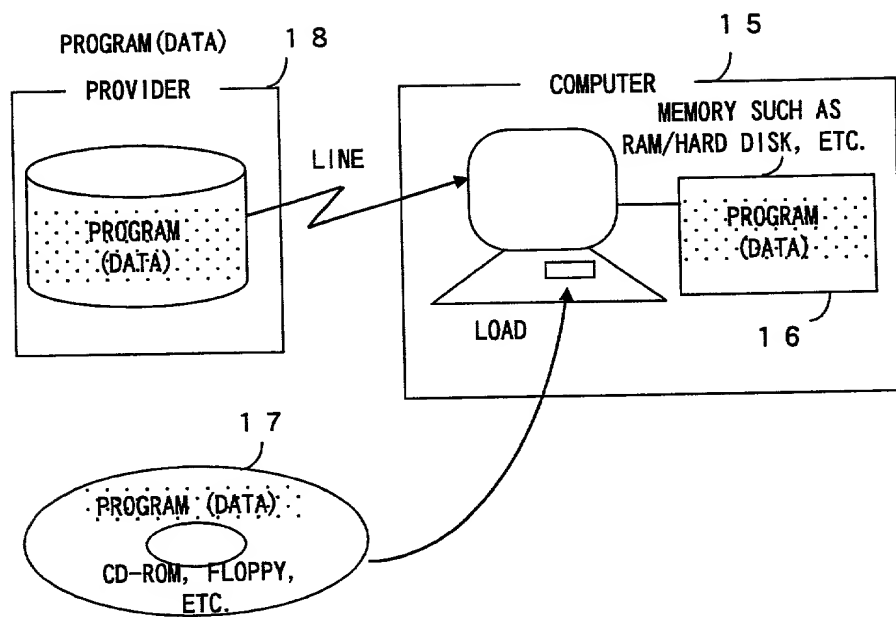 PROGRAM(DATA)
18
PROVIDER
PROGRAM
(DATA)
LINE
15
COMPUTER
MEMORY SUCH AS
RAM/HARD DISK, ETC.
PROGRAM
(DATA)
16
LOAD
17
PROGRAM (DATA)
CD-ROM, FLOPPY,
ETC.